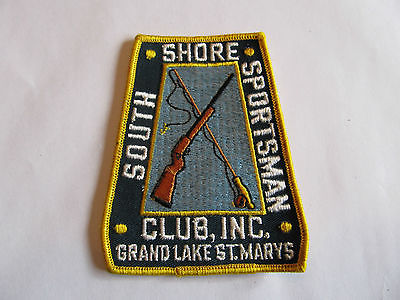 SOUTH
SHORE
SPORTSMAN
CLUB, INC.
GRAND LAKE ST. MARYS